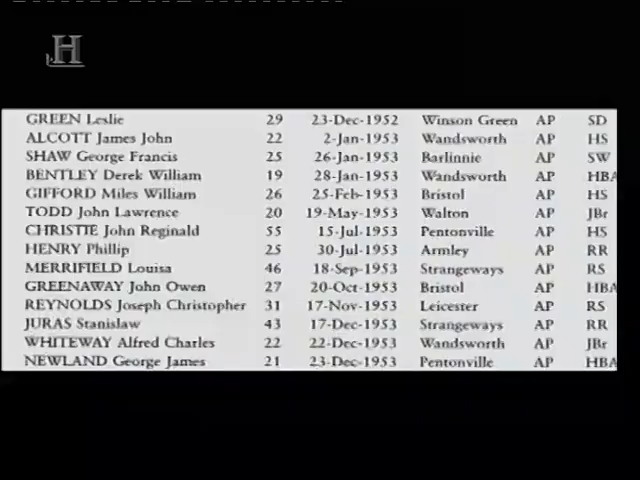 H
GREEN Leslie 29 23-Dec-1952 Winson Green AP SD
ALCOTT James John 22 2-Jan-1953 Wandsworth AP HS
SHAW George Francis 25 26-Jan-1953 Barlinnie AP SW
BENTLEY Derek William 19 28-Jan-1953 Wandsworth AP HBA
GIFFORD Miles William 26 25-Feb-1953 Bristol AP HS
TODD John Lawrence 20 19-May-1953 Walton AP JBr
CHRISTIE John Reginald 55 15-Jul-1953 Pentonville AP HS
HENRY Phillip 25 30-Jul-1953 Armley AP RR
MERRIFIELD Louisa 46 18-Sep-1953 Strangeways AP RS
GREENAWAY John Owen 27 20-Oct-1953 Bristol AP HBA
REYNOLDS Joseph Christopher 31 17-Nov-1953 Leicester AP RS
JURAS Stanislaw 43 17-Dec-1953 Strangeways AP RR
WHITEWAY Alfred Charles 22 22-Dec-1953 Wandsworth AP JBr
NEWLAND George James 21 23-Dec-1953 Pentonville AP HBA